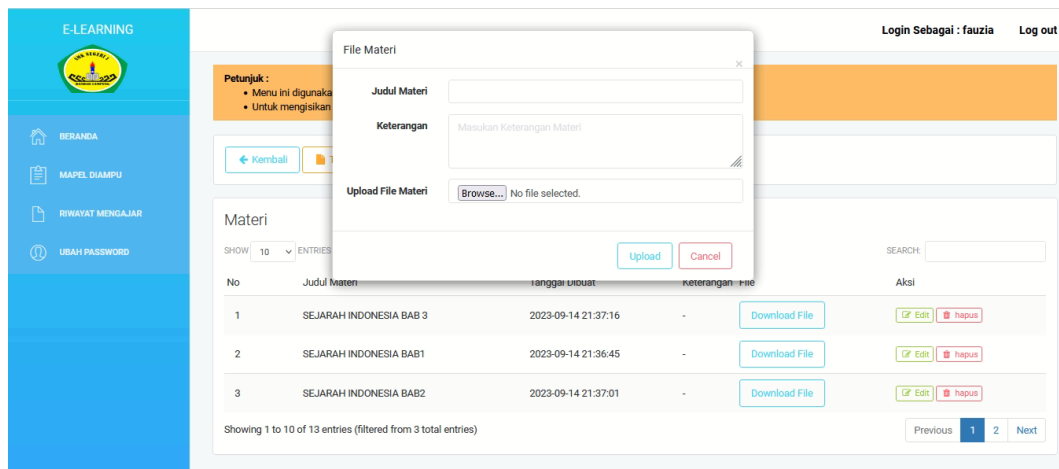 E-LEARNING
Login Sebagai : fauzia Log out
File Materi
×
Petunjuk :
Menu ini digunaka
Untuk mengisikan
Judul Materi
Keterangan Masukan Keterangan Materi
Upload File Materi Browse... No file selected.
Upload Cancel
BERANDA
MAPEL DIAMPU
RIWAYAT MENGAJAR
UBAH PASSWORD
Kembali T
Materi
SHOW 10 ENTRIES SEARCH:
No Judul Materi Tanggal Dibuat Keterangan File Aksi
1 SEJARAH INDONESIA BAB 3 2023-09-14 21:37:16 - Download File Edit hapus
2 SEJARAH INDONESIA BAB1 2023-09-14 21:36:45 - Download File Edit hapus
3 SEJARAH INDONESIA BAB2 2023-09-14 21:37:01 - Download File Edit hapus
Showing 1 to 10 of 13 entries (filtered from 3 total entries) Previous 1 2 Next